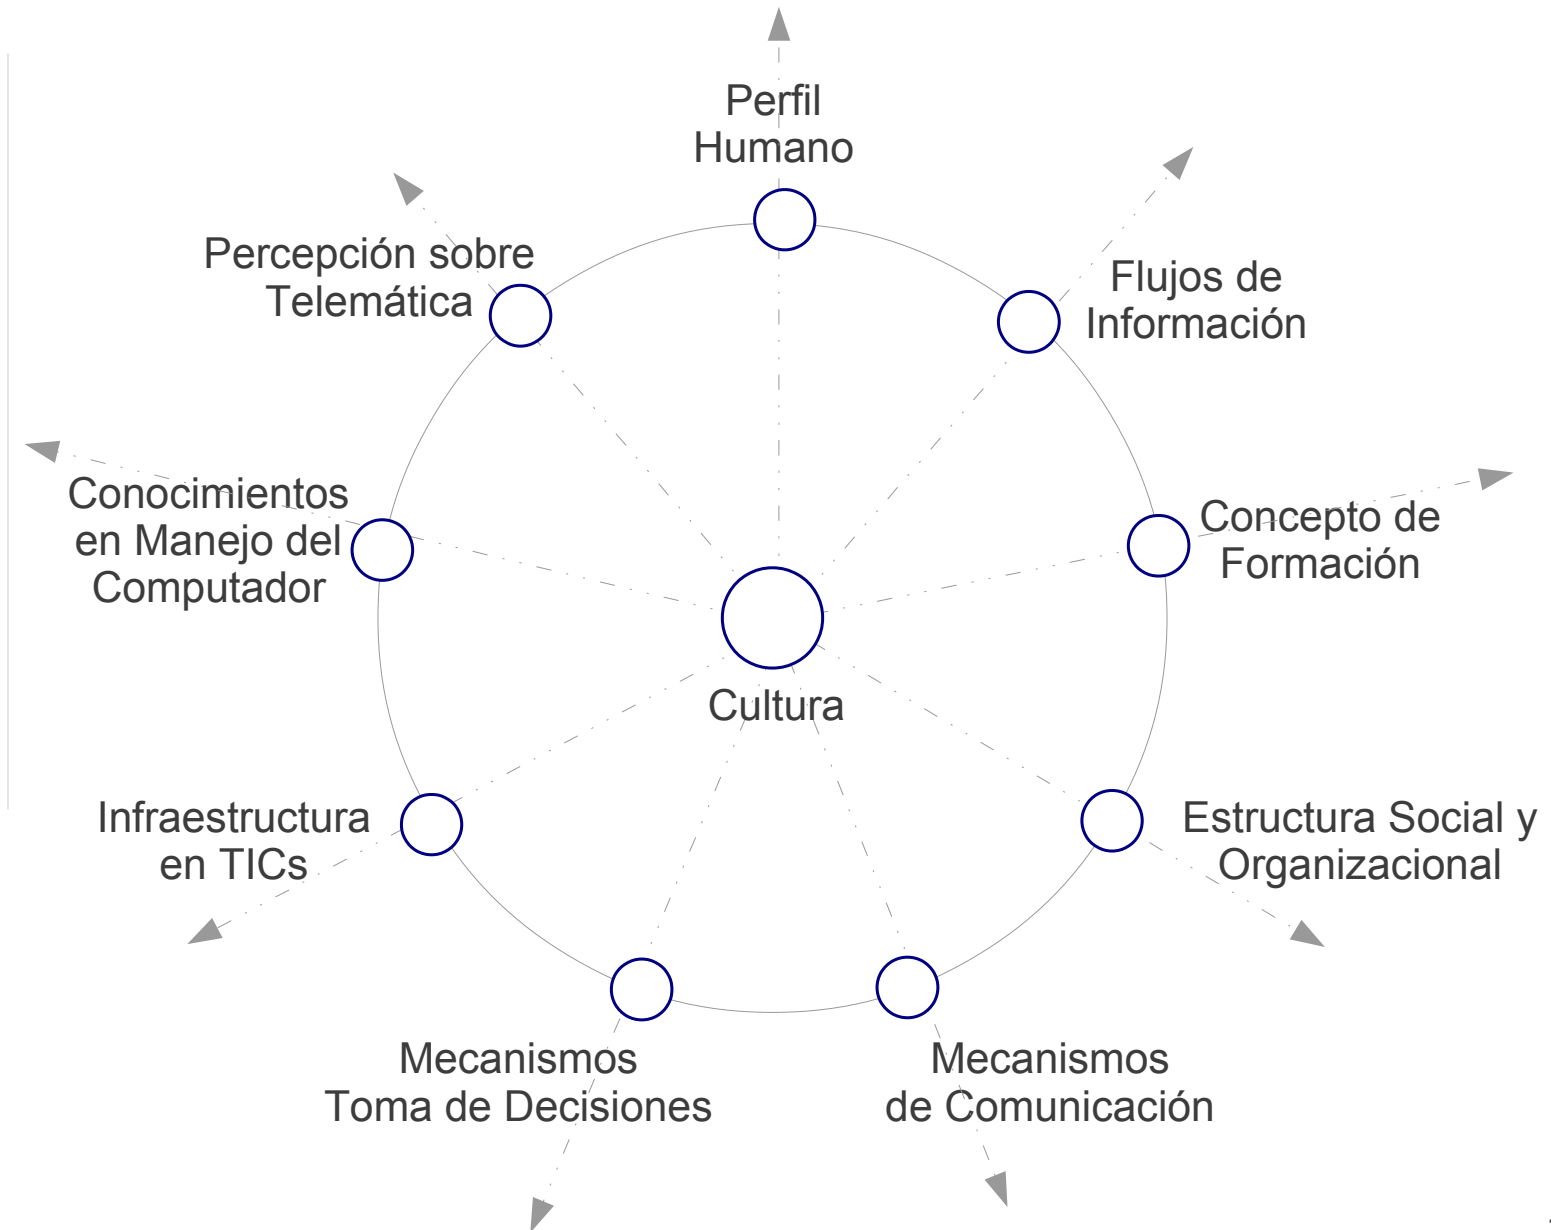 Perfil
Humano
Percepción sobre
Telemática
Flujos de
Información
Conocimientos
en Manejo del
Computador
Concepto de
Formación
Cultura
Infraestructura
en TICs
Estructura Social y
Organizacional
Mecanismos
Toma de Decisiones
Mecanismos
de Comunicación